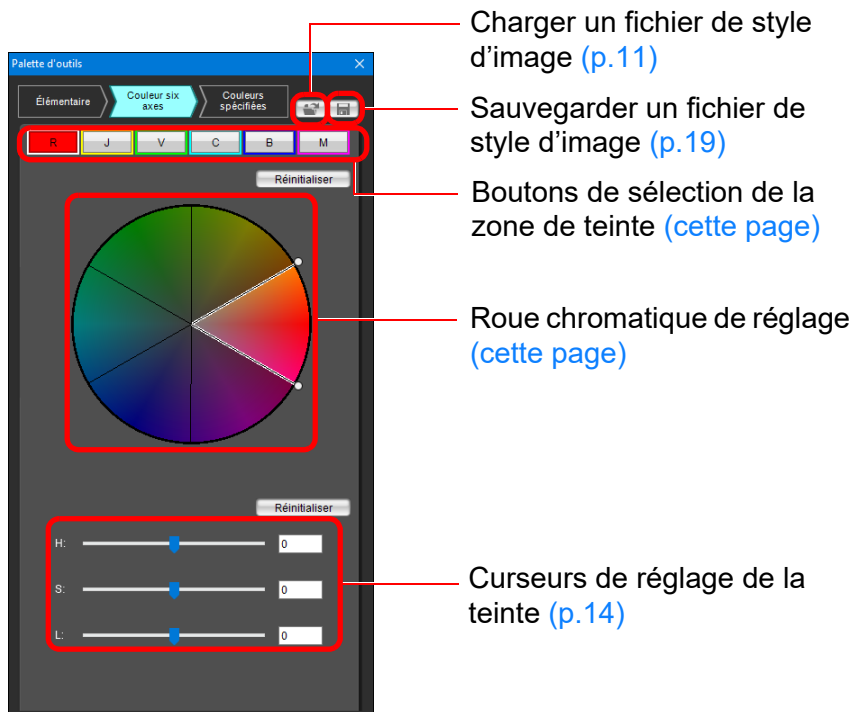 Charger un fichier de style
d’image (p.11)
Palette d'outils
Élémentaire
Couleur six
axes
Couleurs
spécifiées
Sauvegarder un fichier de
style d’image (p.19)
R J V C B M
Réinitialiser
Boutons de sélection de la
zone de teinte (cette page)
Roue chromatique de réglage
(cette page)
Réinitialiser
H: 0
S: 0
L: 0
Curseurs de réglage de la
teinte (p.14)